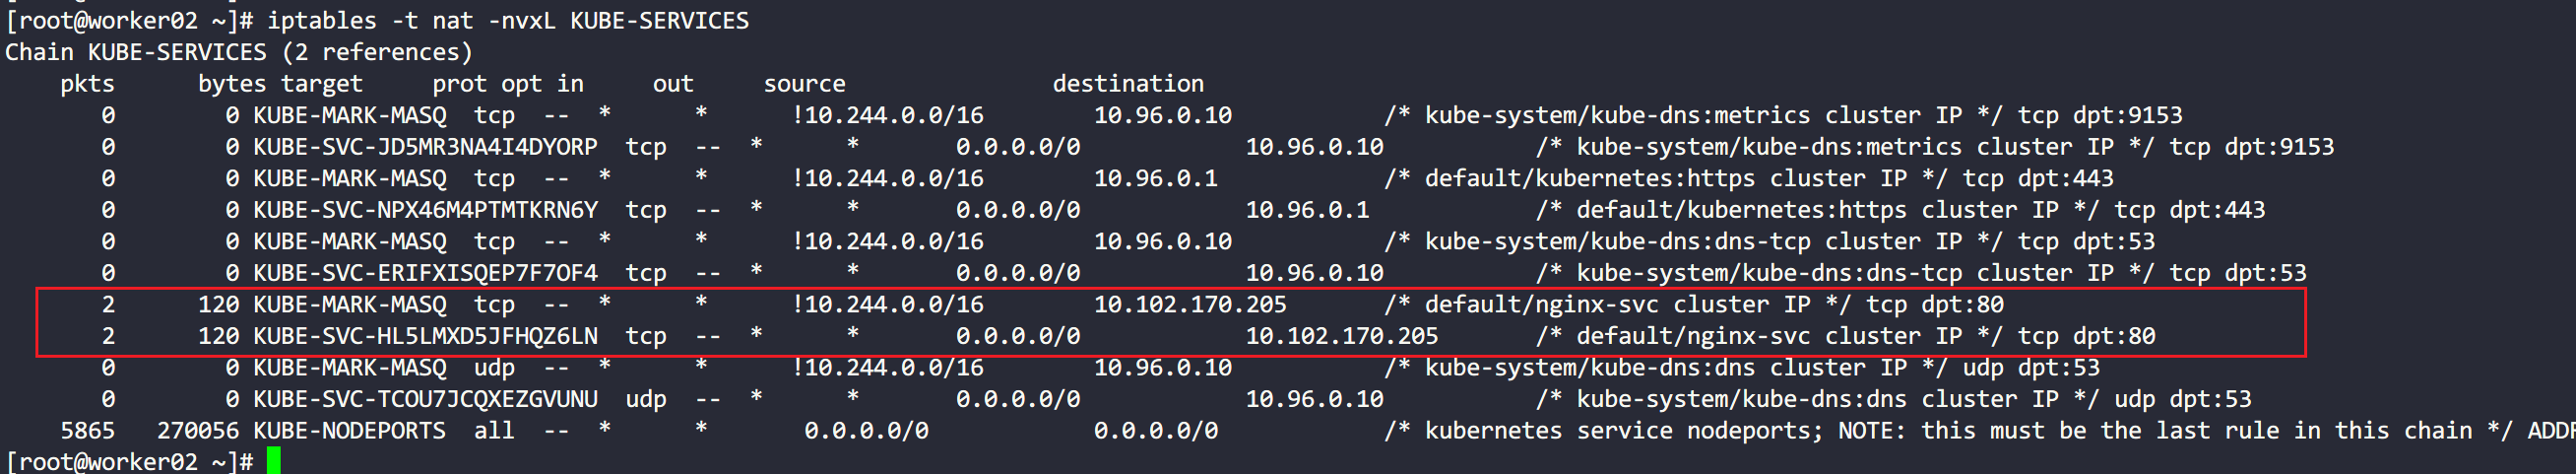 [root@worker02 ~]# iptables -t nat -nvxL KUBE-SERVICES
Chain KUBE-SERVICES (2 references)
pkts bytes target prot opt in out source destination
0 0 KUBE-MARK-MASQ tcp -- * * !10.244.0.0/16 10.96.0.10 /* kube-system/kube-dns:metrics cluster IP */ tcp dpt:9153
0 0 KUBE-SVC-JD5MR3NA4I4DYORP tcp -- * * 0.0.0.0/0 10.96.0.10 /* kube-system/kube-dns:metrics cluster IP */ tcp dpt:9153
0 0 KUBE-MARK-MASQ tcp -- * * !10.244.0.0/16 10.96.0.1 /* default/kubernetes:https cluster IP */ tcp dpt:443
0 0 KUBE-SVC-NPX46M4PTMTKRN6Y tcp -- * * 0.0.0.0/0 10.96.0.1 /* default/kubernetes:https cluster IP */ tcp dpt:443
0 0 KUBE-MARK-MASQ tcp -- * * !10.244.0.0/16 10.96.0.10 /* kube-system/kube-dns:dns-tcp cluster IP */ tcp dpt:53
0 0 KUBE-SVC-ERIFXISQEP7F7OF4 tcp -- * * 0.0.0.0/0 10.96.0.10 /* kube-system/kube-dns:dns-tcp cluster IP */ tcp dpt:53
2 120 KUBE-MARK-MASQ tcp -- * * !10.244.0.0/16 10.102.170.205 /* default/nginx-svc cluster IP */ tcp dpt:80
2 120 KUBE-SVC-HL5LMXD5JFHQZ6LN tcp -- * * 0.0.0.0/0 10.102.170.205 /* default/nginx-svc cluster IP */ tcp dpt:80
0 0 KUBE-MARK-MASQ udp -- * * !10.244.0.0/16 10.96.0.10 /* kube-system/kube-dns:dns cluster IP */ udp dpt:53
0 0 KUBE-SVC-TCOU7JCQXEZGVUNU udp -- * * 0.0.0.0/0 10.96.0.10 /* kube-system/kube-dns:dns cluster IP */ udp dpt:53
5865 270056 KUBE-NODEPORTS all -- * * 0.0.0.0/0 0.0.0.0/0 /* kubernetes service nodeports; NOTE: this must be the last rule in this chain */
[root@worker02 ~]#